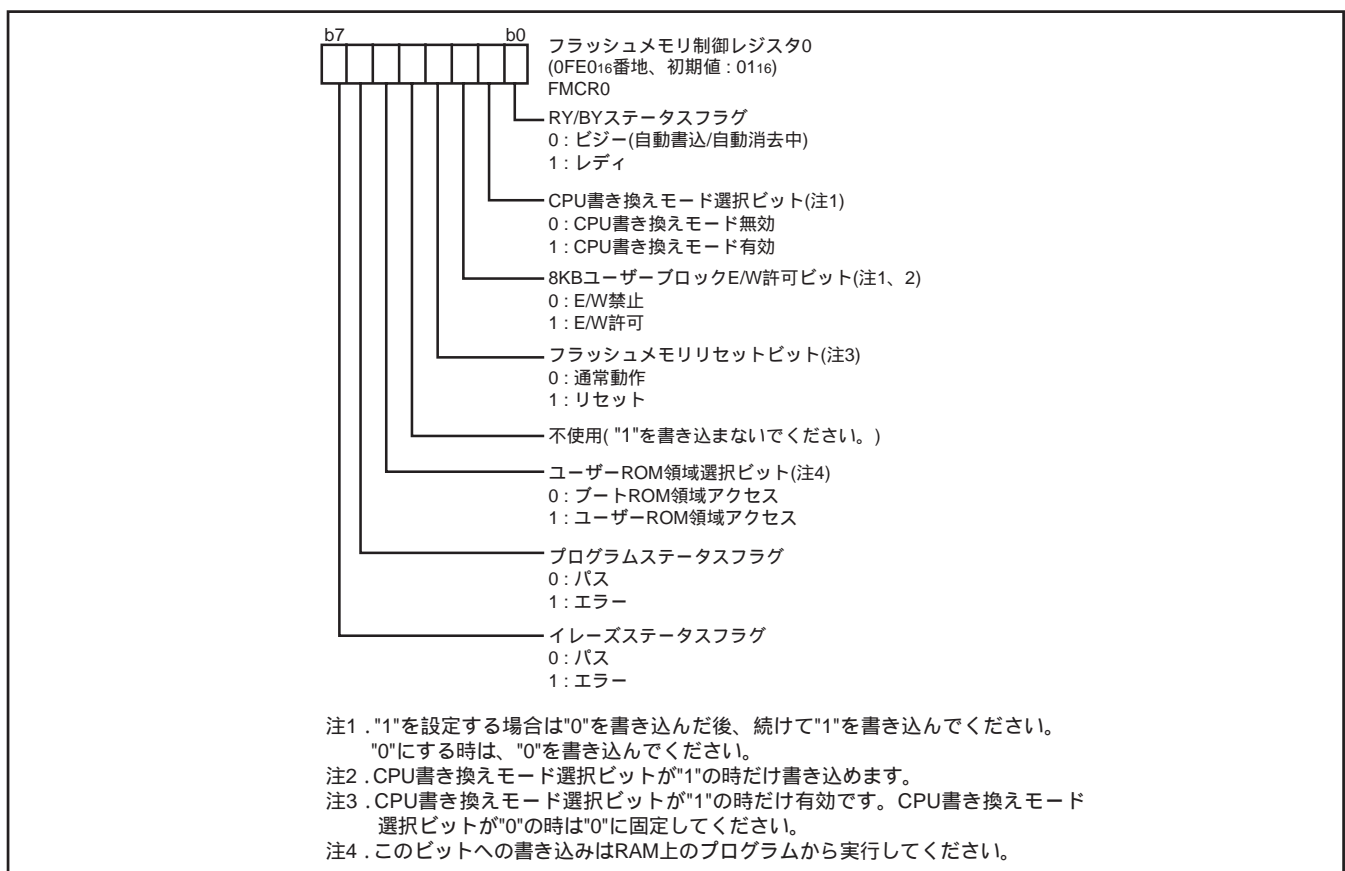 b7 b0
フラッシュメモリ制御レジスタ0
(0FE016番地、初期値 : 0116)
FMCR0
RY/BYステータスフラグ
0 : ビジー(自動書込/自動消去中)
1 : レディ
CPU書き換えモード選択ビット(注1)
0 : CPU書き換えモード無効
1 : CPU書き換えモード有効
8KBユーザーブロックE/W許可ビット(注1、2)
0 : E/W禁止
1 : E/W許可
フラッシュメモリリセットビット(注3)
0 : 通常動作
1 : リセット
不使用( "1"を書き込まないでください。)
ユーザーROM領域選択ビット(注4)
0 : ブートROM領域アクセス
1 : ユーザーROM領域アクセス
プログラムステータスフラグ
0 : パス
1 : エラー
イレーズステータスフラグ
0 : パス
1 : エラー
注1 . "1"を設定する場合は"0"を書き込んだ後、続けて"1"を書き込んでください。
"0"にする時は、"0"を書き込んでください。
注2 . CPU書き換えモード選択ビットが"1"の時だけ書き込めます。
注3 . CPU書き換えモード選択ビットが"1"の時だけ有効です。CPU書き換えモード
選択ビットが"0"の時は"0"に固定してください。
注4 . このビットへの書き込みはRAM上のプログラムから実行してください。